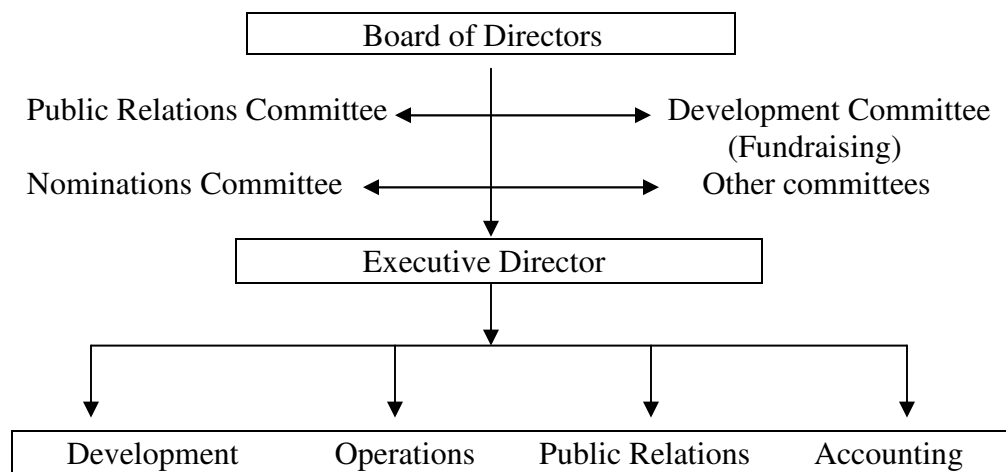 Board of Directors
Public Relations Committee
Development Committee
(Fundraising)
Nominations Committee
Other committees
Executive Director
Development
Operations
Public Relations
Accounting